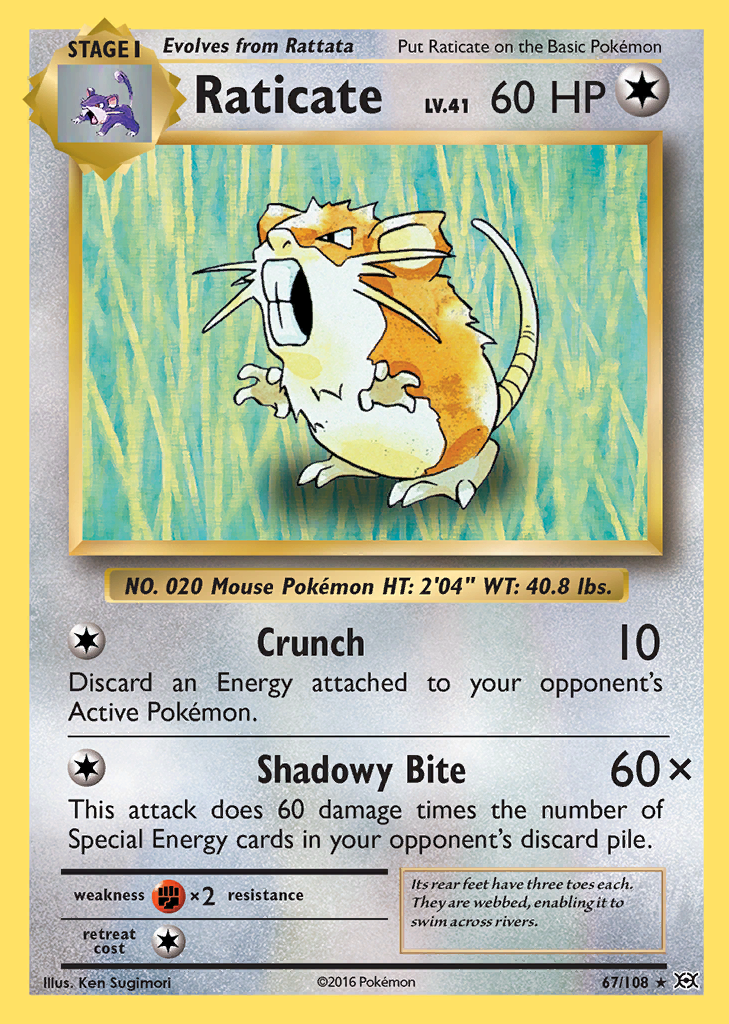 STAGE 1 Evolves from Rattata Put Raticate on the Basic Pokémon
Raticate LV.41 60 HP
NO. 020 Mouse Pokémon HT: 2'04" WT: 40.8 lbs.
Crunch 10
Discard an Energy attached to your opponent's
Active Pokémon.
Shadowy Bite 60×
This attack does 60 damage times the number of
Special Energy cards in your opponent's discard pile.
weakness ×2 resistance
retreat
cost
Its rear feet have three toes each.
They are webbed, enabling it to
swim across rivers.
Illus. Ken Sugimori ©2016 Pokémon 67/108 ★